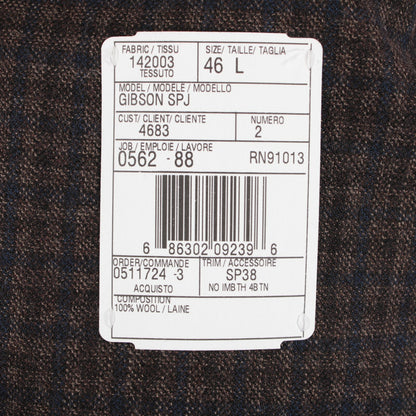 FABRIC / TISSU SIZE/ TAILLE/ TAGLIA
142003 46 L
TESSUTO
MODEL / MODELE / MODELLO
GIBSON SPJ
CUST/ CLIENT/ CLIENTE NUMERO
4683 2
JOB / EMPLOIE / LAVORE
0562 - 88 RN91013
6 86302 09239 6
ORDER/COMMANDE TRIM / ACCESSOIRE
0511724 -3 SP38
ACQUISTO NO IMBTH 4BTN
COMPOSITION
100% WOOL / LAINE